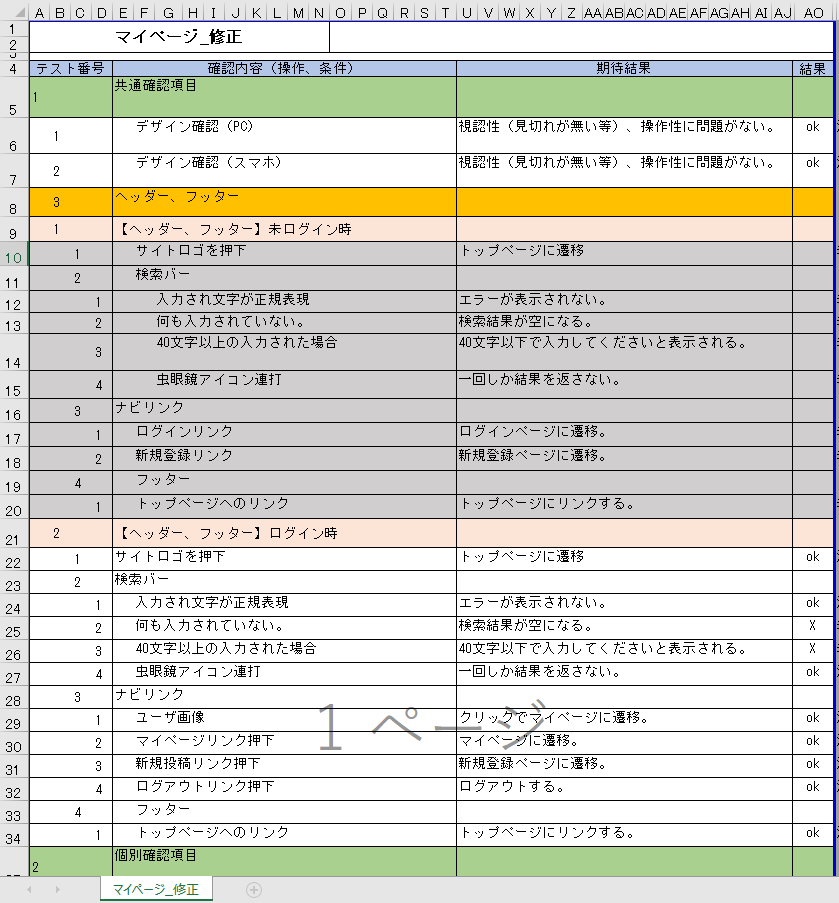 A B C D E F G H I J K L M N O P Q R S T U V W X Y Z AA AB AC AD AE AF AG AH AI AJ AO
1 マイページ_修正
2
3
4 テスト番号 確認内容（操作、条件） 期待結果 結果
5 1 共通確認項目
6 1 デザイン確認（PC） 視認性（見切れが無い等）、操作性に問題がない。 ok
7 2 デザイン確認（スマホ） 視認性（見切れが無い等）、操作性に問題がない。 ok
8 3 ヘッダー、フッター
9 1 【ヘッダー、フッター】未ログイン時
10 1 サイトロゴを押下 トップページに遷移
11 2 検索バー
12 1 入力され文字が正規表現 エラーが表示されない。
13 2 何も入力されていない。 検索結果が空になる。
14 3 40文字以上の入力された場合 40文字以下で入力してくださいと表示される。
15 4 虫眼鏡アイコン連打 一回しか結果を返さない。
16 3 ナビリンク
17 1 ログインリンク ログインページに遷移。
18 2 新規登録リンク 新規登録ページに遷移。
19 4 フッター
20 1 トップページへのリンク トップページにリンクする。
21 2 【ヘッダー、フッター】ログイン時
22 1 サイトロゴを押下 トップページに遷移 ok
23 2 検索バー
24 1 入力され文字が正規表現 エラーが表示されない。 ok
25 2 何も入力されていない。 検索結果が空になる。 X
26 3 40文字以上の入力された場合 40文字以下で入力してくださいと表示される。 X
27 4 虫眼鏡アイコン連打 一回しか結果を返さない。 ok
28 3 ナビリンク
29 1 ユーザ画像 クリックでマイページに遷移。 ok
1 ページ
30 2 マイページリンク押下 マイページに遷移。 ok
31 3 新規投稿リンク押下 新規登録ページに遷移。 ok
32 4 ログアウトリンク押下 ログアウトする。 ok
33 4 フッター
34 1 トップページへのリンク トップページにリンクする。 ok
2 個別確認項目
マイページ_修正